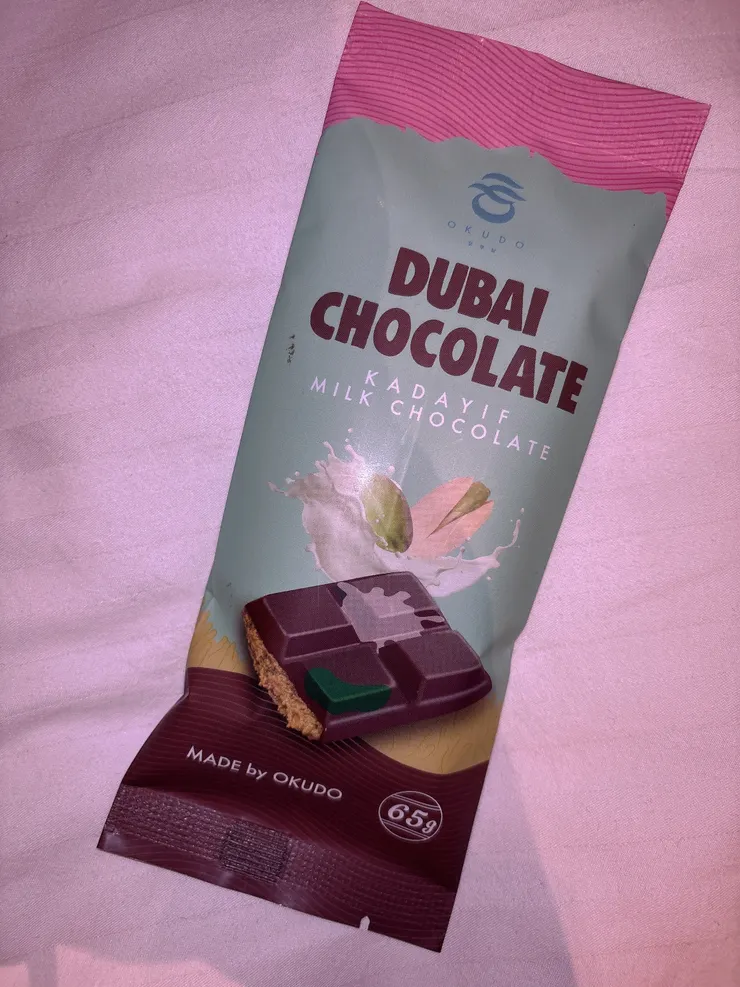 OKUDO
DUBAI
CHOCOLATE
KADAYIF
MILK CHOCOLATE
MADE by OKUDO
65g